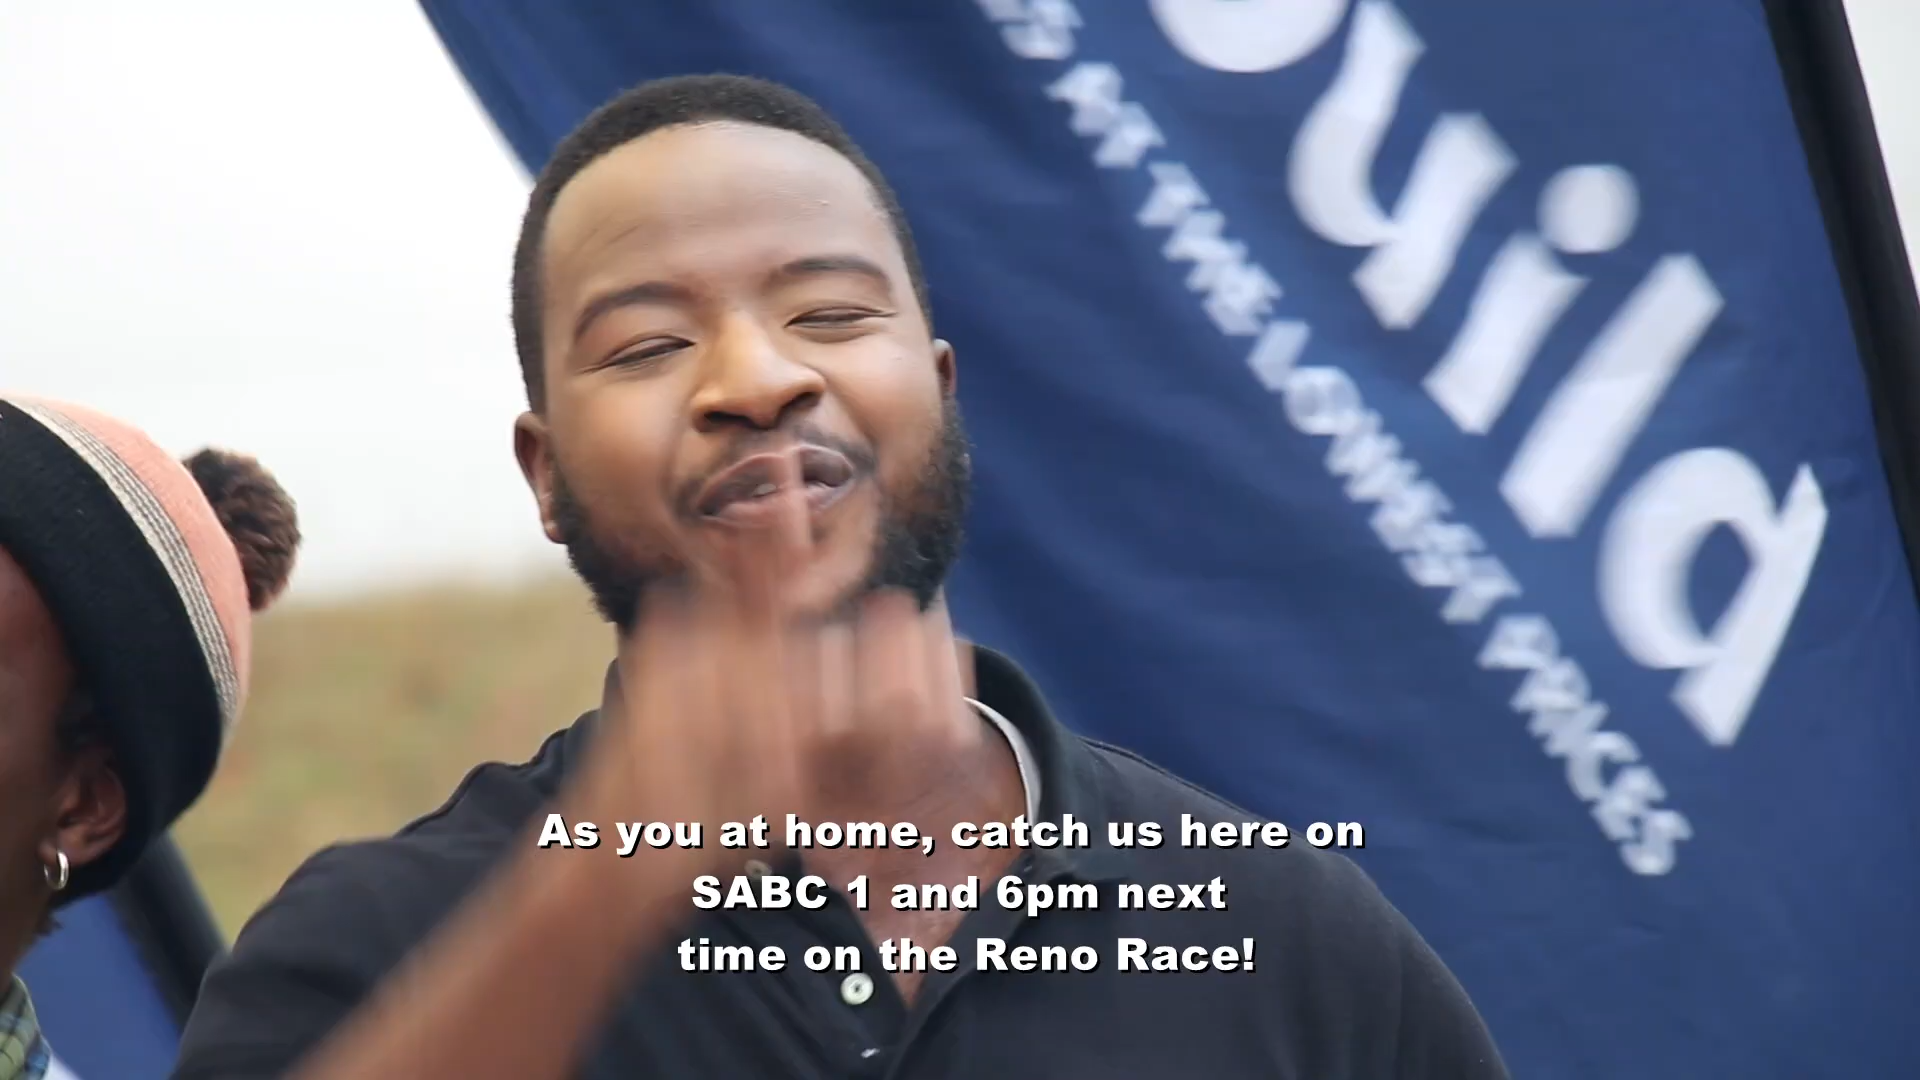 uild
AT THE LOWEST PRICES
As you at home, catch us here on
SABC 1 and 6pm next
time on the Reno Race!